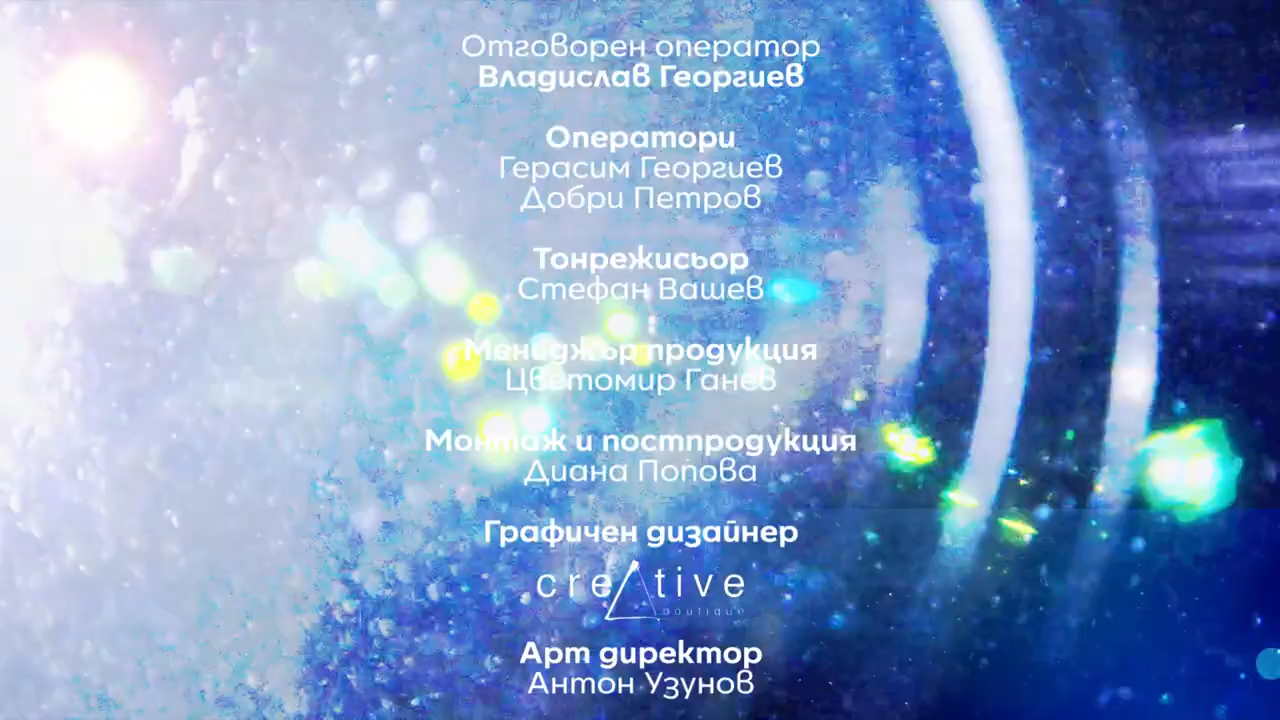 Отговорен оператор
Владислав Георгиев
Оператори
Герасим Георгиев
Добри Петров
Тонрежисьор
Стефан Вашев
Мениджър продукция
Цветомир Ганев
Монтаж и постпродукция
Диана Попова
Графичен дизайнер
creative
boutique
Арт директор
Антон Узунов